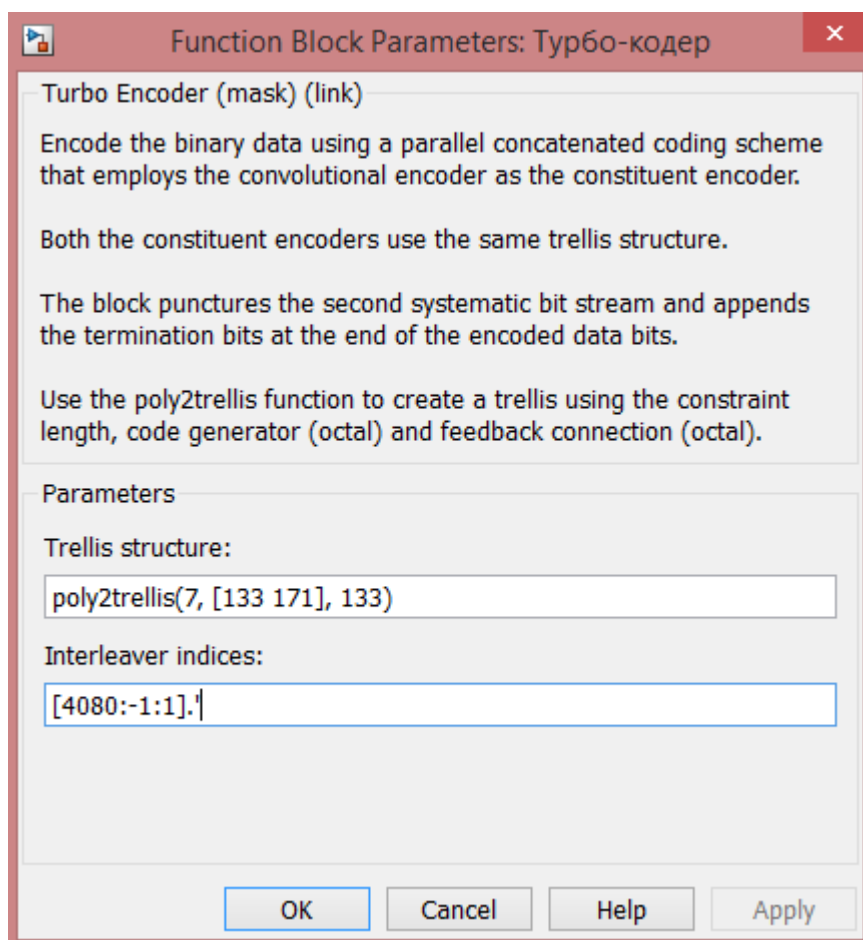 Function Block Parameters: Турбо-кодер
Turbo Encoder (mask) (link)
Encode the binary data using a parallel concatenated coding scheme
that employs the convolutional encoder as the constituent encoder.
Both the constituent encoders use the same trellis structure.
The block punctures the second systematic bit stream and appends
the termination bits at the end of the encoded data bits.
Use the poly2trellis function to create a trellis using the constraint
length, code generator (octal) and feedback connection (octal).
Parameters
Trellis structure:
poly2trellis(7, [133 171], 133)
Interleaver indices:
[4080:-1:1].'
OK Cancel Help Apply